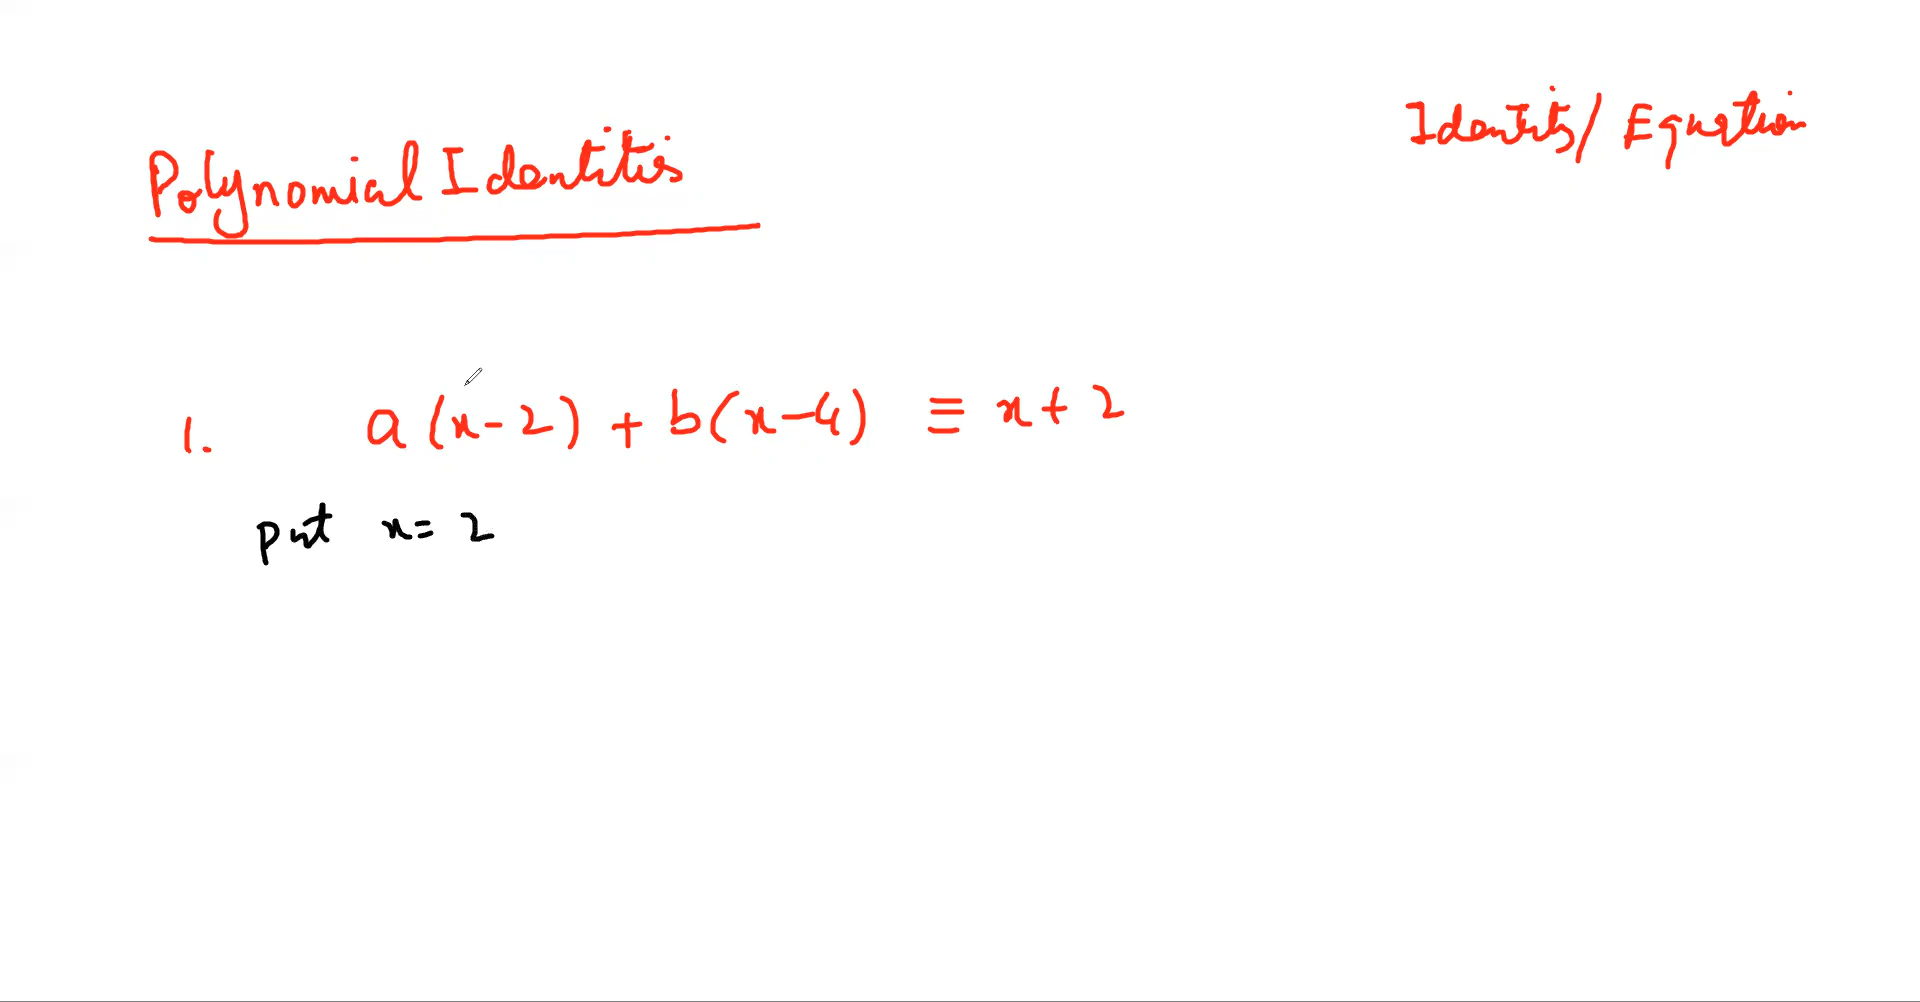 Identity/Equation
Polynomial Identities
1. a(x-2) + b(x-4) ≡ x+2
put x=2